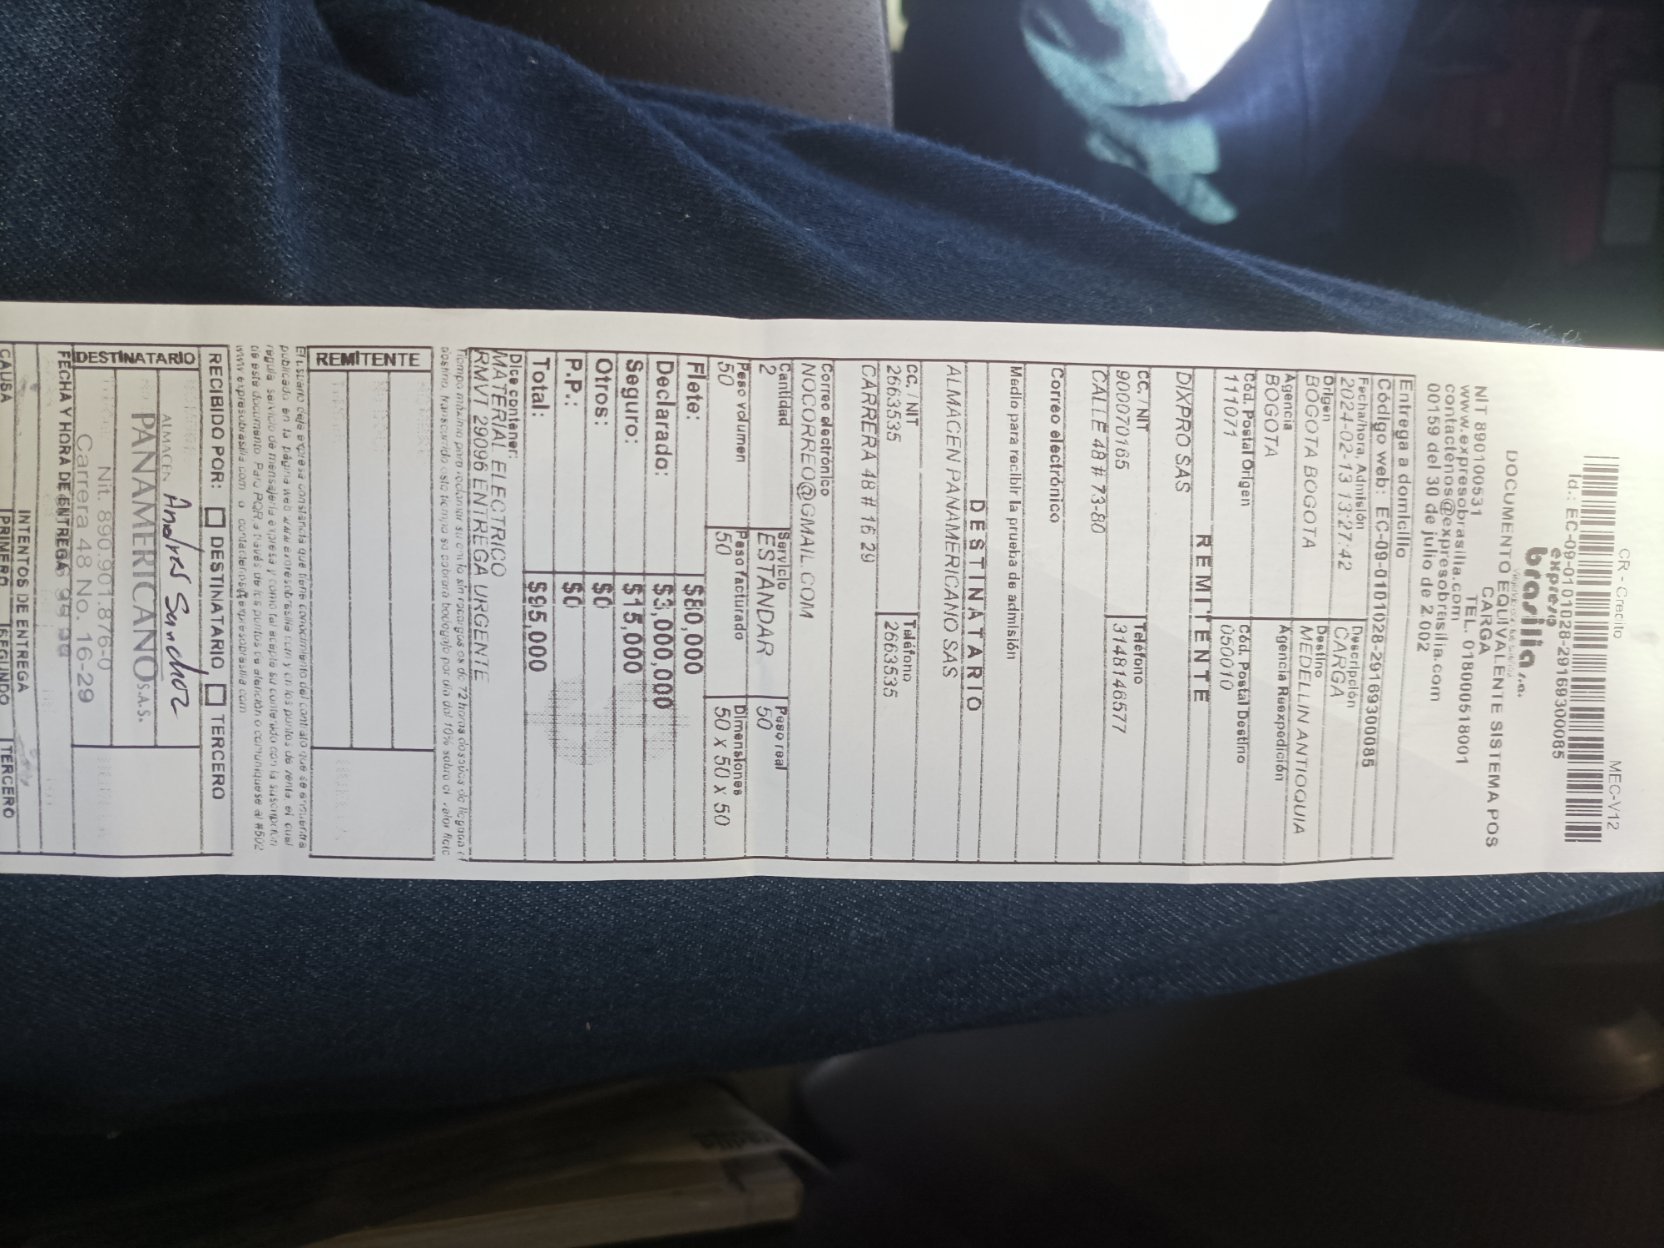 CR - Credito MEC-V12
Id.: EC-09-0101028-29169300085
expreso
brasilia s.a.
DOCUMENTO EQUIVALENTE SISTEMA POS
CARGA
NIT 890100531 TEL. 018000518001
www.expresobrasilia.com
contactenos@expresobrasilia.com
00159 del 30 de julio de 2002
Entrega a domicilio
Código web: EC-09-0101028-29169300085
Fecha/hora. Admisión Descripción
2024-02-13 13:27:42 CARGA
Origen Destino
BOGOTA BOGOTA MEDELLIN ANTIOQUIA
Agencia Agencia Reexpedición
BOGOTA
Cód. Postal Origen Cód. Postal Destino
111071 050010
REMITENTE
DIXPRO SAS
CC. / NIT Teléfono
900070165 3148146577
CALLE 48 # 73-80
Correo electrónico
Medio para recibir la prueba de admisión
DESTINATARIO
ALMACEN PANAMERICANO SAS
CC. / NIT Teléfono
2663535 2663535
CARRERA 48 # 16 29
Correo electrónico
NOCORREO@GMAIL.COM
Cantidad Servicio Peso real
2 ESTANDAR 50
Peso volumen Peso facturado Dimensiones
50 50 50 x 50 x 50
Flete: $80,000
Declarado: $3,000,000
Seguro: $15,000
Otros: $0
P.P.: $0
Total: $95,000
Dice contener:
MATERIAL ELECTRICO
RMVT 29096 ENTREGA URGENTE
REMITENTE
RECIBIDO POR: DESTINATARIO TERCERO
DESTINATARIO
Andres Sanchez
ALMACEN
PANAMERICANO S.A.S.
Nit. 890.901.876-0
Carrera 48 No. 16-29
FECHA Y HORA DE ENTREGA
INTENTOS DE ENTREGA
CAUSA PRIMERO SEGUNDO TERCERO